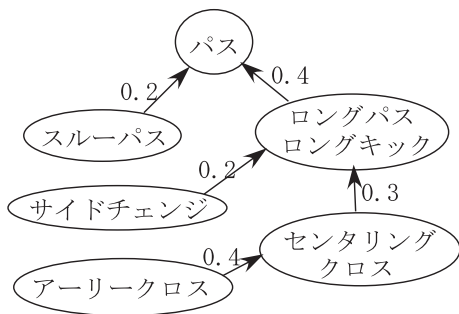 パス
0.2
0.4
スルーパス
ロングパス
ロングキック
0.2
サイドチェンジ
0.3
センタリング
クロス
0.4
アーリークロス